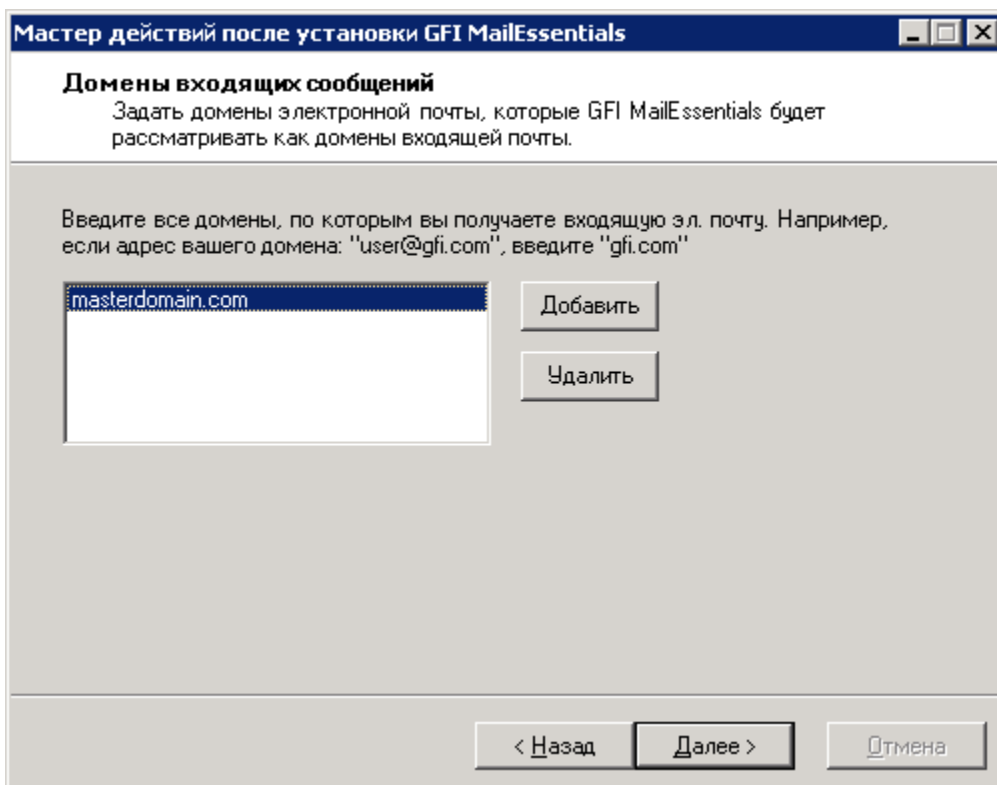 Мастер действий после установки GFI MailEssentials
Домены входящих сообщений
Задать домены электронной почты, которые GFI MailEssentials будет
рассматривать как домены входящей почты.
Введите все домены, по которым вы получаете входящую эл. почту. Например,
если адрес вашего домена: "user@gfi.com", введите "gfi.com"
masterdomain.com
Добавить
Удалить
< Назад
Далее >
Отмена